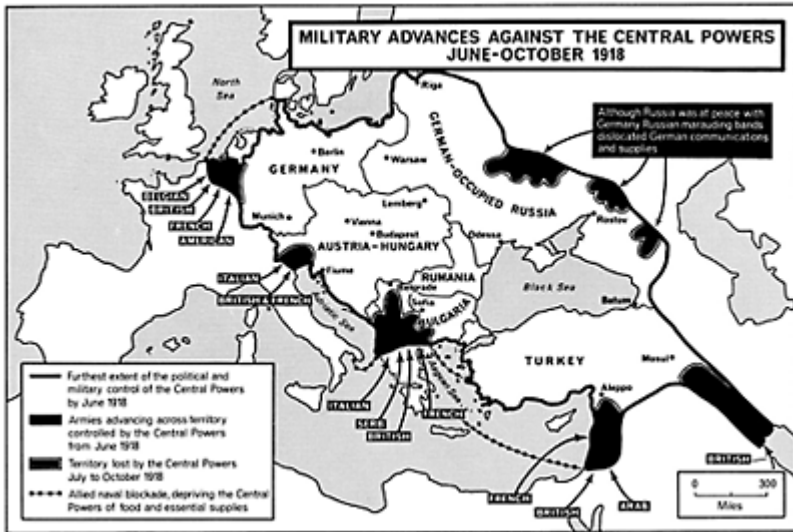 MILITARY ADVANCES AGAINST THE CENTRAL POWERS
JUNE-OCTOBER 1918
North
Sea
Riga
Although Russia was at peace with
Germany Russian marauding bands
dislocated German communications
and supplies
GERMAN-OCCUPIED RUSSIA
Berlin
Warsaw
GERMANY
BELGIAN
BRITISH
FRENCH
AMERICAN
Munich
Lemberg
Vienna
Budapest
AUSTRIA-HUNGARY
Odessa
Rostov
ITALIAN
BRITISH & FRENCH
Fiume
Adriatic Sea
RUMANIA
Belgrade
Sofia
BULGARIA
Black Sea
Batum
TURKEY
Mosul
Aleppo
Aegean Sea
ITALIAN
SERB
BRITISH
FRENCH
FRENCH
BRITISH
ARAB
BRITISH
Furthest extent of the political and
military control of the Central Powers
by June 1918
Armies advancing across territory
controlled by the Central Powers
from June 1918
Territory lost by the Central Powers
July to October 1918
Allied naval blockade, depriving the Central
Powers of food and essential supplies
0 300
Miles